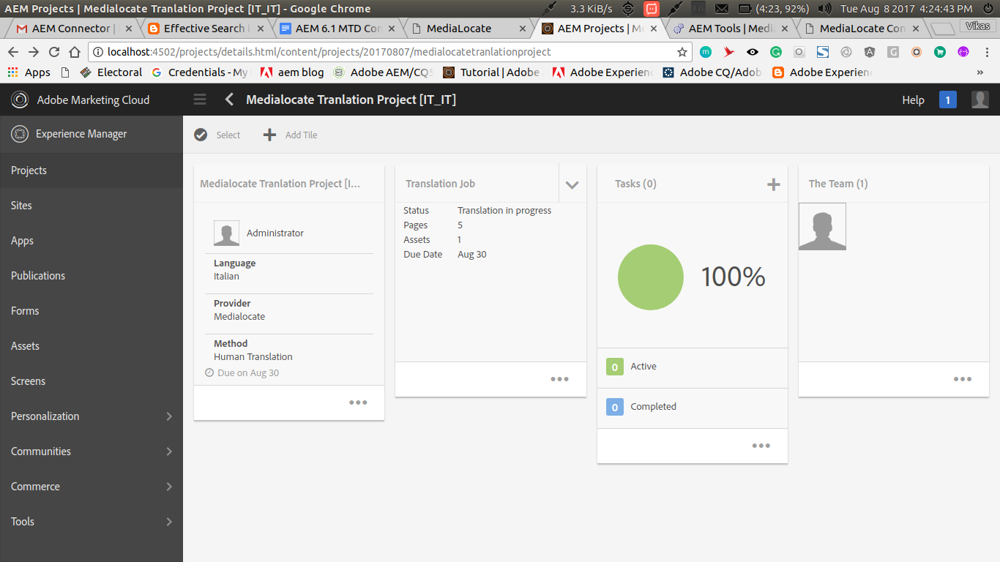 AEM Projects | Medialocate Tranlation Project [IT_IT] - Google Chrome
3.3 KiB/s
En
(4:23, 92%)
Tue Aug 8 2017 4:24:43 PM
AEM Connector |
Effective Search i
AEM 6.1 MTD Con
MediaLocate
AEM Projects | M
AEM Tools | Media
MediaLocate Con
Vikas
localhost:4502/projects/details.html/content/projects/20170807/medialocatetranlationproject
Apps
Electoral
Credentials - My
aem blog
Adobe AEM/CQ5
Tutorial | Adobe
Adobe Experien
Adobe CQ/Adob
Adobe Experienc
»
Adobe Marketing Cloud
Medialocate Tranlation Project [IT_IT]
Help
1
Experience Manager
Select
Add Tile
Projects
Sites
Apps
Publications
Forms
Assets
Screens
Personalization
Communities
Commerce
Tools
Medialocate Tranlation Project [I...
Administrator
Language
Italian
Provider
Medialocate
Method
Human Translation
Due on Aug 30
Translation Job
Status Translation in progress
Pages 5
Assets 1
Due Date Aug 30
Tasks (0)
100%
0 Active
0 Completed
The Team (1)